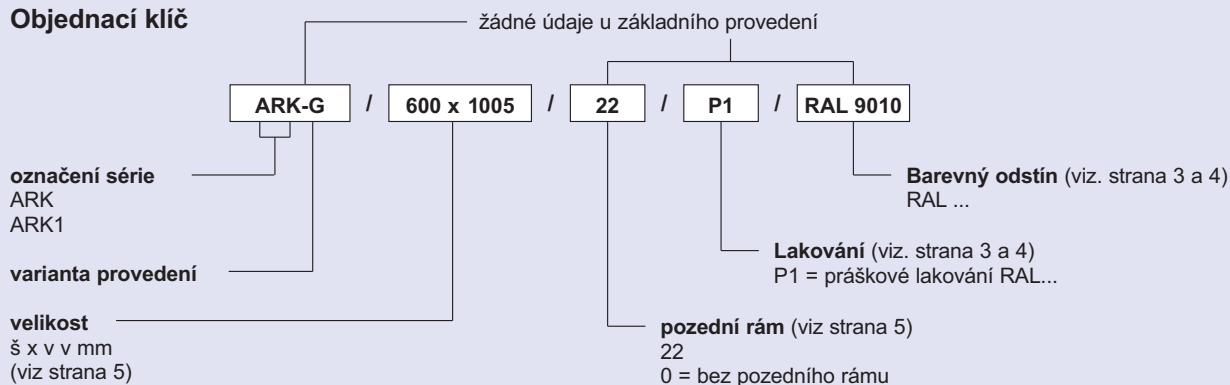 Objednací klíč
žádné údaje u základního provedení
ARK-G / 600 x 1005 / 22 / P1 / RAL 9010
označení série
ARK
ARK1
varianta provedení
velikost
š x v v mm
(viz strana 5)
Barevný odstín (viz. strana 3 a 4)
RAL ...
Lakování (viz. strana 3 a 4)
P1 = práškové lakování RAL...
pozední rám (viz strana 5)
22
0 = bez pozedního rámu